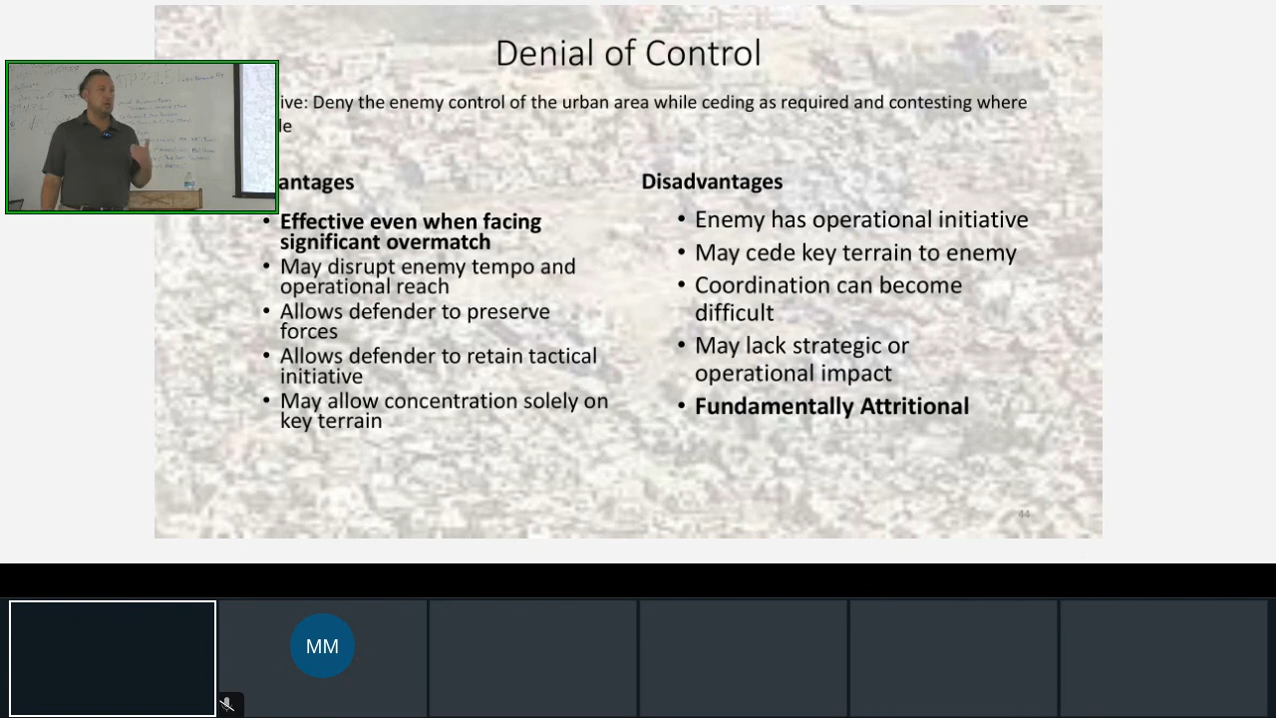 Denial of Control
ive: Deny the enemy control of the urban area while ceding as required and contesting where
le
antages
• Effective even when facing
significant overmatch
• May disrupt enemy tempo and
operational reach
• Allows defender to preserve
forces
• Allows defender to retain tactical
initiative
• May allow concentration solely on
key terrain
Disadvantages
• Enemy has operational initiative
• May cede key terrain to enemy
• Coordination can become
difficult
• May lack strategic or
operational impact
• Fundamentally Attritional
44
MM